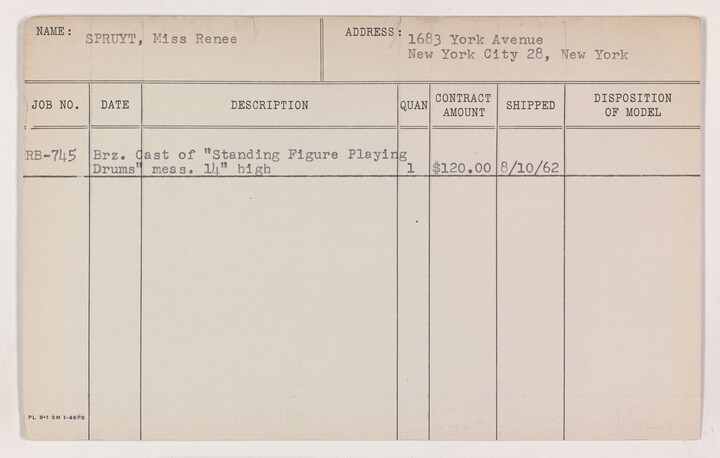 NAME: SPRUYT, Miss Renee ADDRESS: 1683 York Avenue
New York City 28, New York
JOB NO. DATE DESCRIPTION QUAN CONTRACT AMOUNT SHIPPED DISPOSITION OF MODEL
RB-745 Brz. Cast of "Standing Figure Playing
Drums" meas. 14" high 1 $120.00 8/10/62